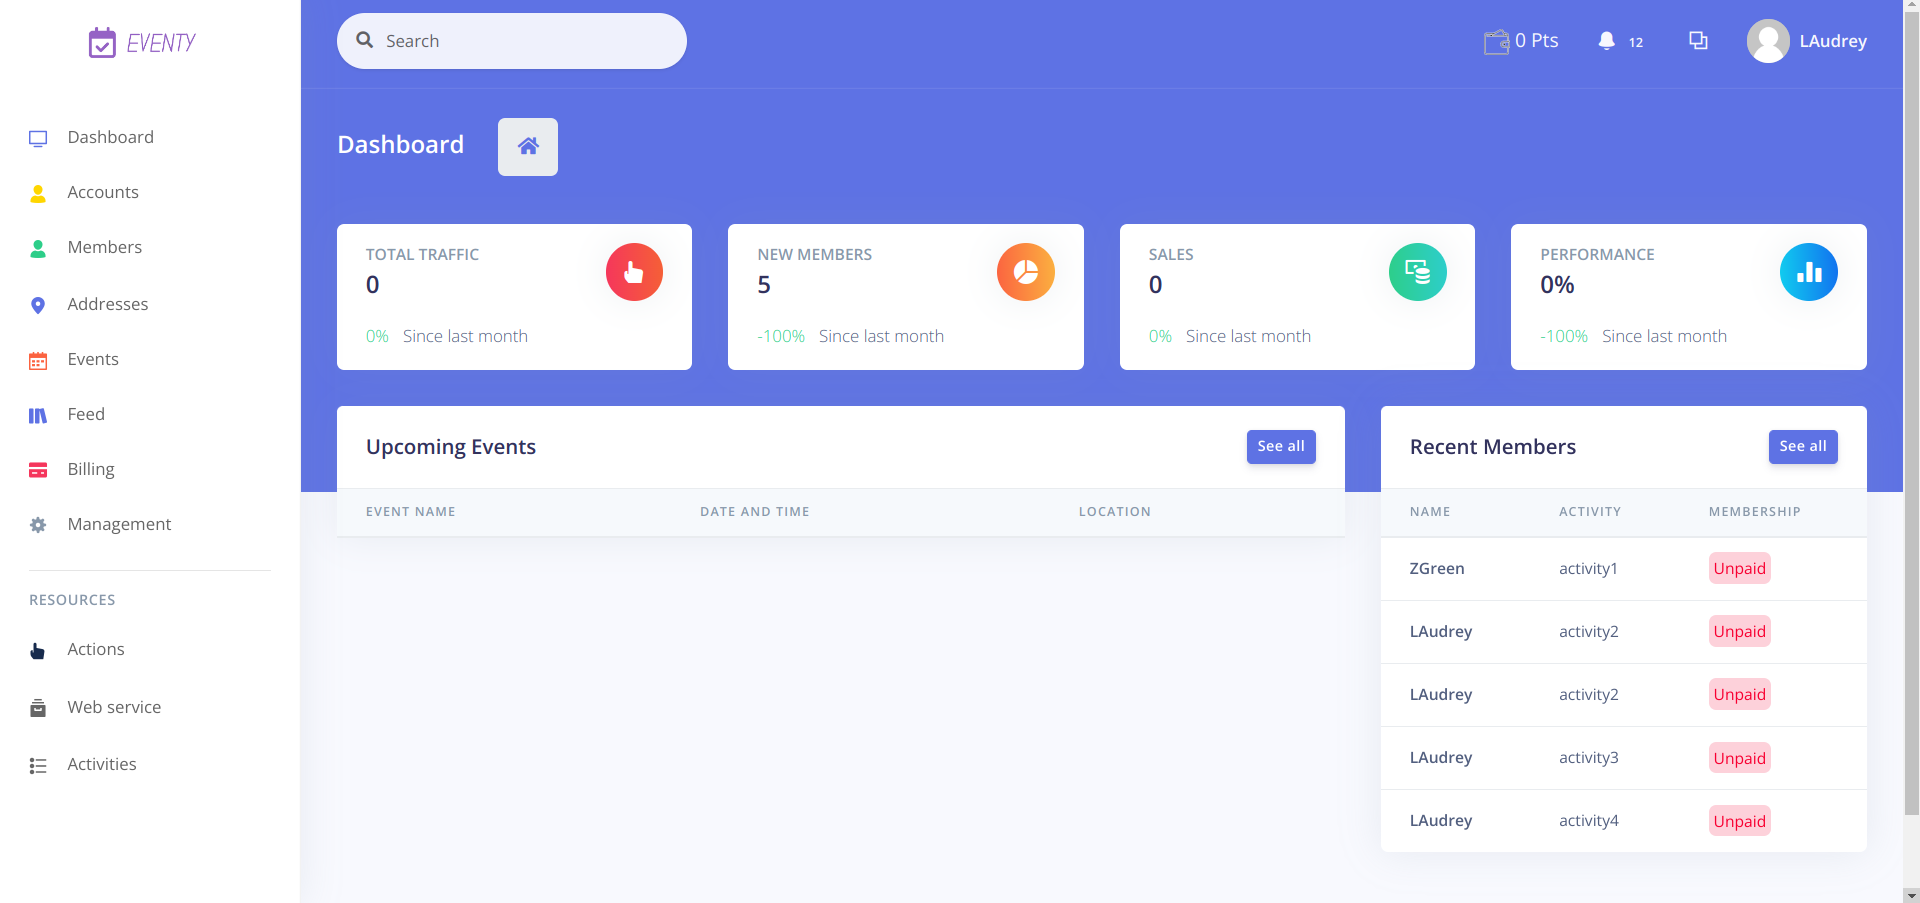 EVENTY
Search
0 Pts
12
LAudrey
Dashboard
Accounts
Members
Addresses
Events
Feed
Billing
Management
RESOURCES
Actions
Web service
Activities
Dashboard
TOTAL TRAFFIC
0
0% Since last month
NEW MEMBERS
5
-100% Since last month
SALES
0
0% Since last month
PERFORMANCE
0%
-100% Since last month
Upcoming Events
See all
EVENT NAME DATE AND TIME LOCATION
Recent Members
See all
NAME ACTIVITY MEMBERSHIP
ZGreen activity1 Unpaid
LAudrey activity2 Unpaid
LAudrey activity2 Unpaid
LAudrey activity3 Unpaid
LAudrey activity4 Unpaid